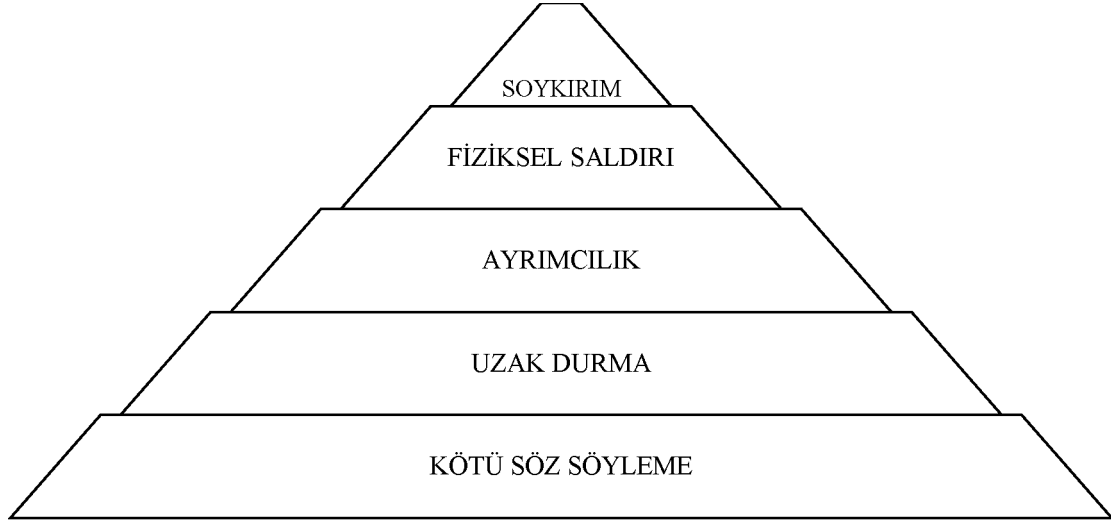 SOYKIRIM
FİZİKSEL SALDIRI
AYRIMCILIK
UZAK DURMA
KÖTÜ SÖZ SÖYLEME